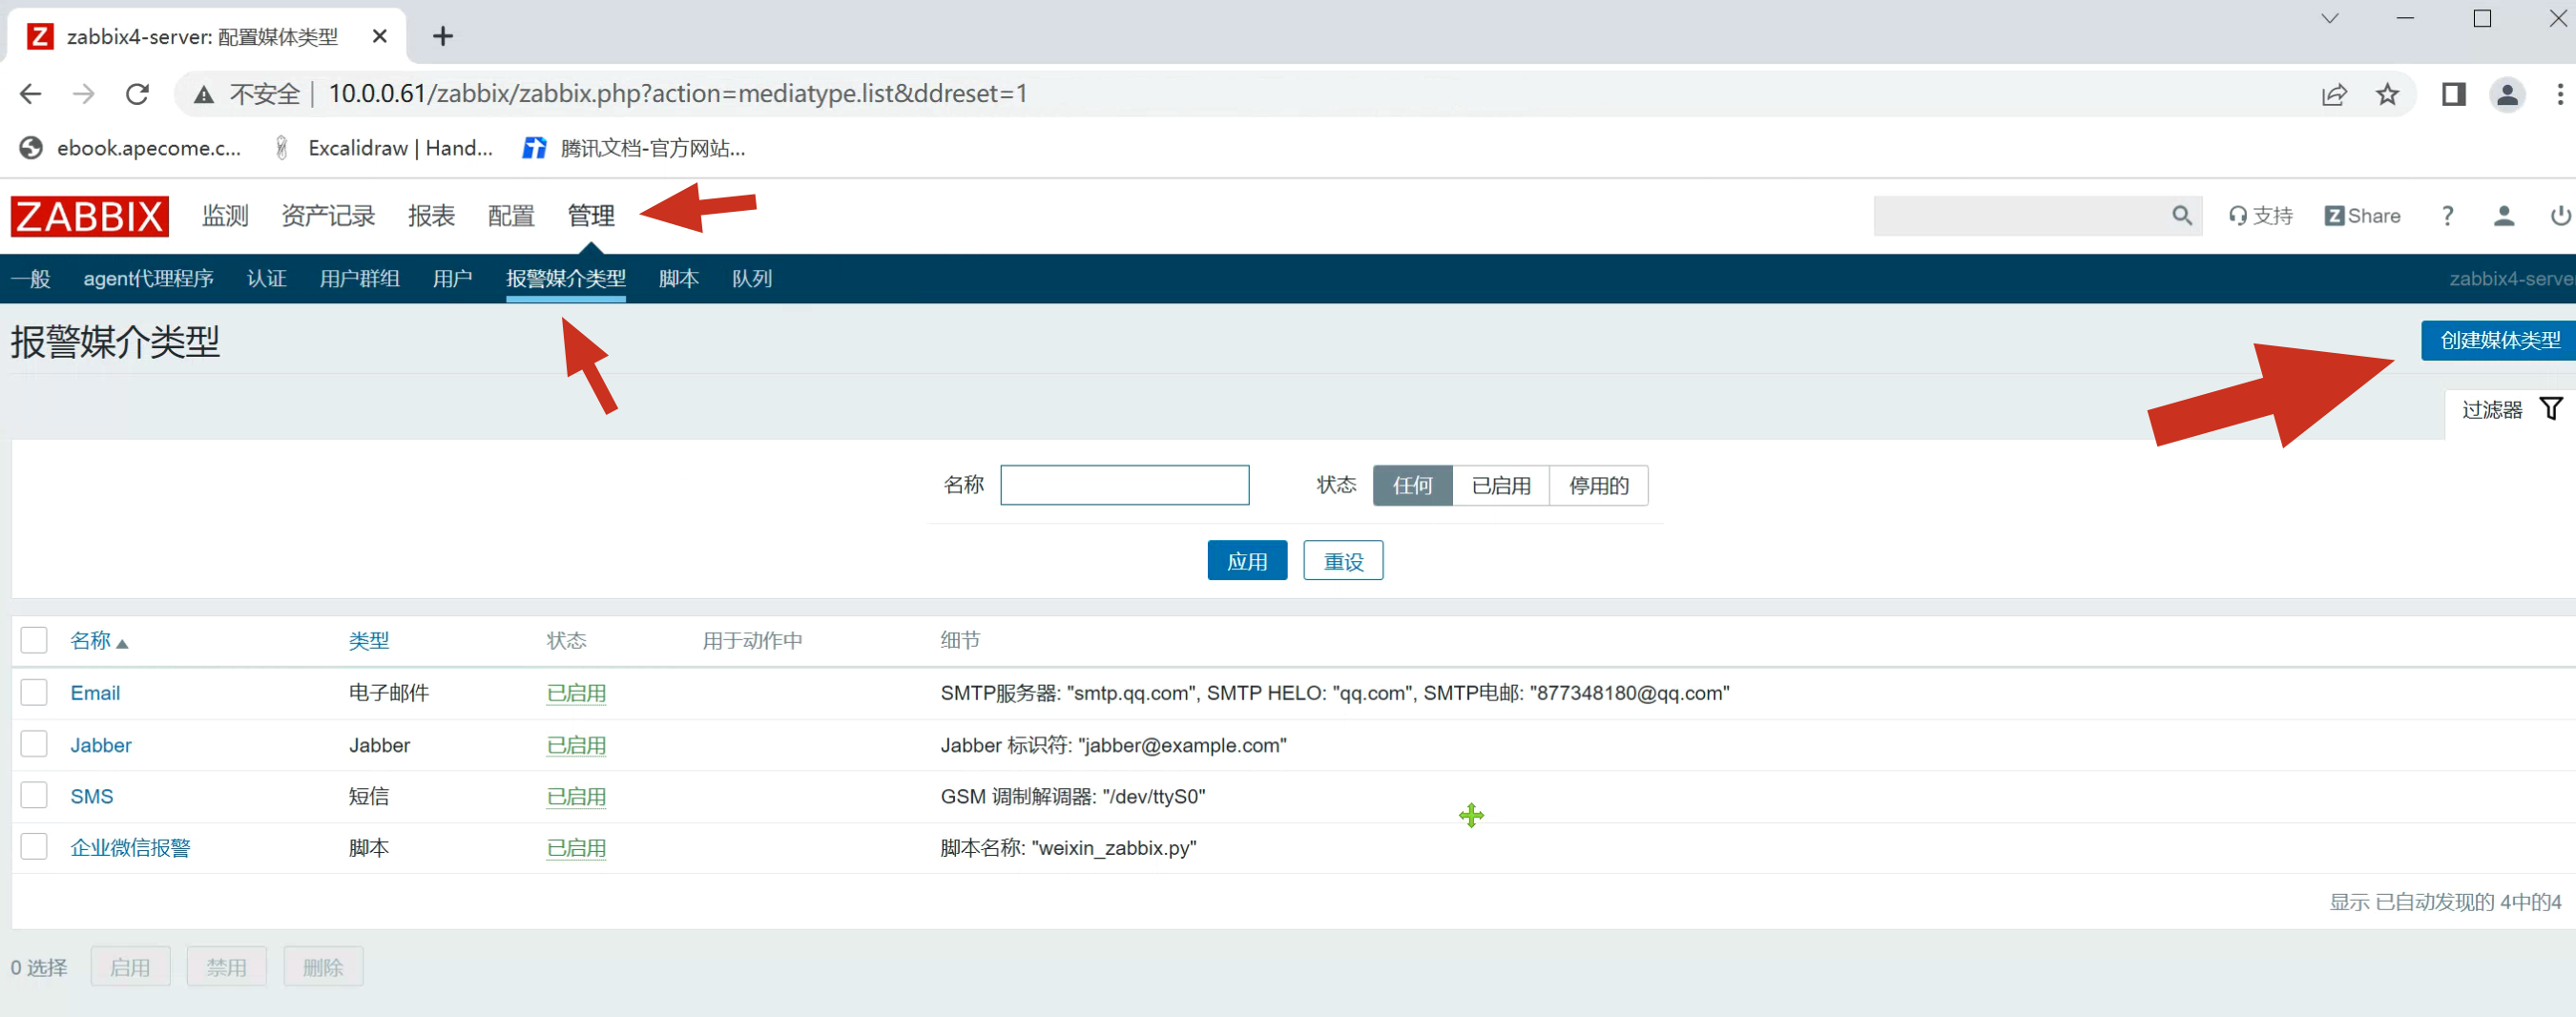 Z zabbix4-server: 配置媒体类型
不安全 | 10.0.0.61/zabbix/zabbix.php?action=mediatype.list&ddreset=1
ebook.apecome.c... Excalidraw | Hand... 腾讯文档-官方网站...
ZABBIX 监测 资产记录 报表 配置 管理 支持 Z Share ?
一般 agent代理程序 认证 用户群组 用户 报警媒介类型 脚本 队列 zabbix4-serve
报警媒介类型 创建媒体类型
过滤器
名称 状态 任何 已启用 停用的
应用 重设
名称 类型 状态 用于动作中 细节
Email 电子邮件 已启用 SMTP服务器: "smtp.qq.com", SMTP HELO: "qq.com", SMTP电邮: "877348180@qq.com"
Jabber Jabber 已启用 Jabber 标识符: "jabber@example.com"
SMS 短信 已启用 GSM 调制解调器: "/dev/ttyS0"
企业微信报警 脚本 已启用 脚本名称: "weixin_zabbix.py"
显示 已自动发现的 4中的4
0 选择 启用 禁用 删除